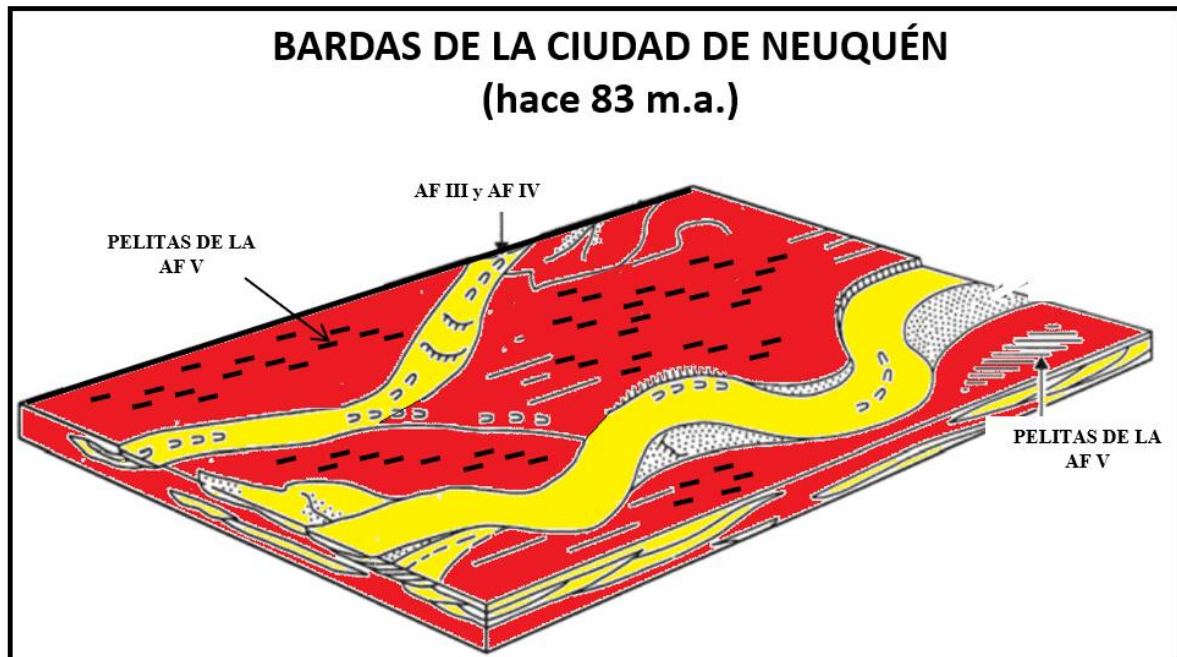 BARDAS DE LA CIUDAD DE NEUQUÉN
(hace 83 m.a.)
AF III y AF IV
PELITAS DE LA
AF V
PELITAS DE LA
AF V